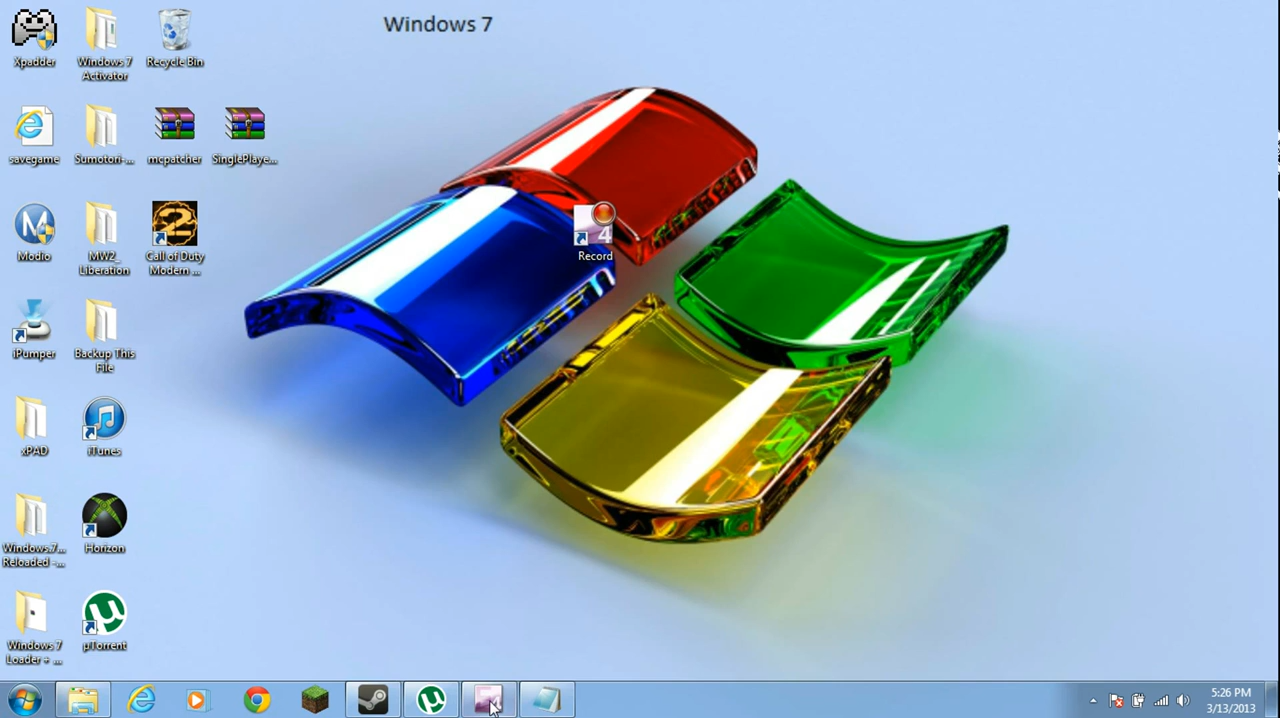 Windows 7
Xpadder
Windows 7
Activator
Recycle Bin
savegame
Sumotori-...
mcpatcher
SinglePlaye...
Modio
MW2_
Liberation
Call of Duty
Modern ...
4
Record
iPumper
Backup This
File
xPAD
iTunes
Windows.7...
Reloaded -...
Horizon
Windows 7
Loader + ...
µTorrent
5:26 PM
3/13/2013